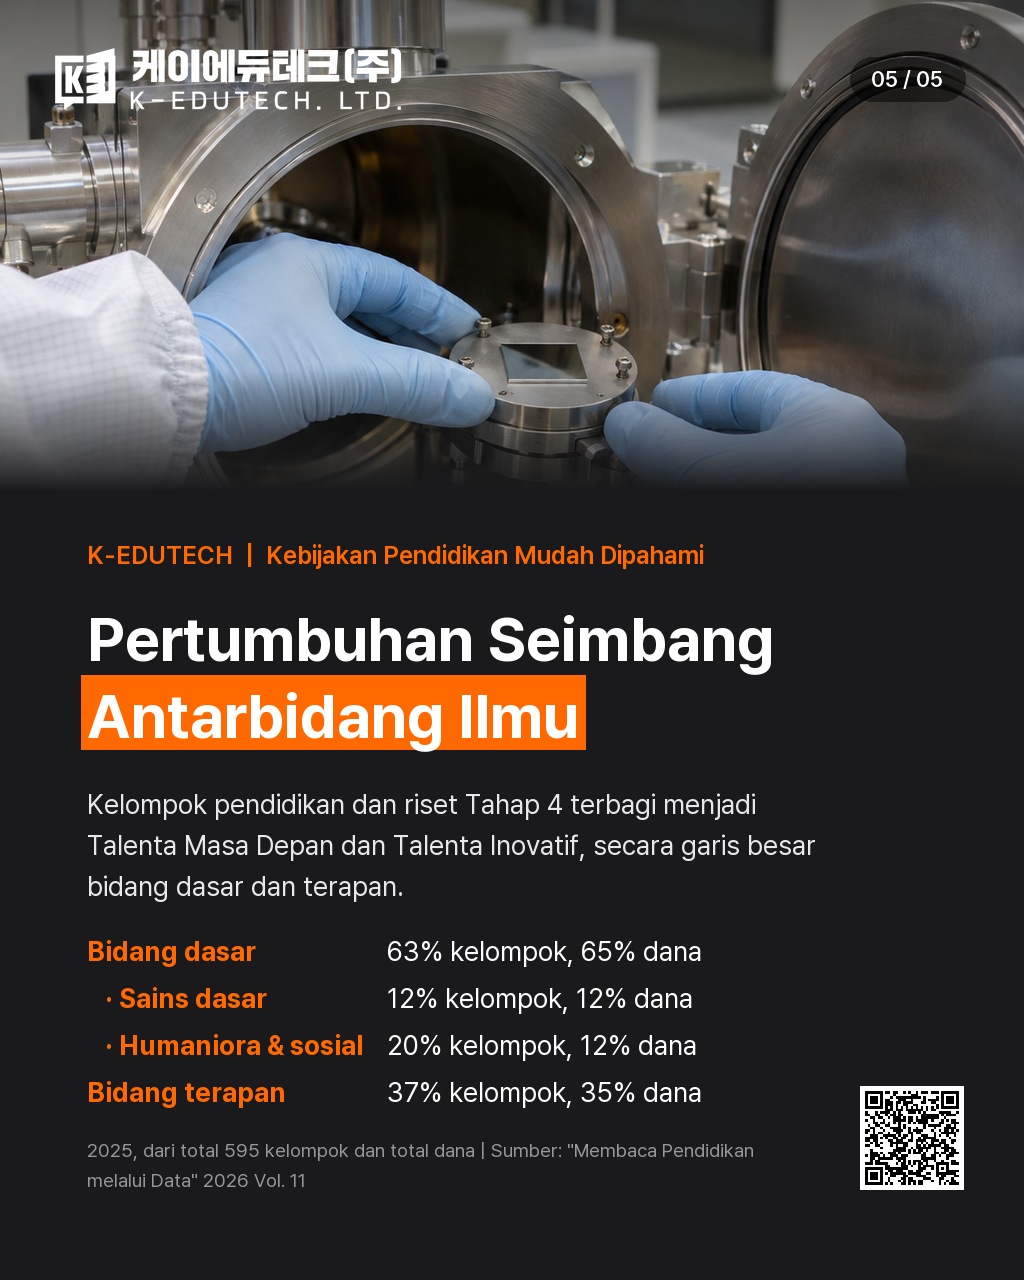 케이에듀테크(주)
K-EDUTECH. LTD.
05 / 05
K-EDUTECH | Kebijakan Pendidikan Mudah Dipahami
Pertumbuhan Seimbang
Antarbidang Ilmu
Kelompok pendidikan dan riset Tahap 4 terbagi menjadi
Talenta Masa Depan dan Talenta Inovatif, secara garis besar
bidang dasar dan terapan.
Bidang dasar 63% kelompok, 65% dana
· Sains dasar 12% kelompok, 12% dana
· Humaniora & sosial 20% kelompok, 12% dana
Bidang terapan 37% kelompok, 35% dana
2025, dari total 595 kelompok dan total dana | Sumber: "Membaca Pendidikan
melalui Data" 2026 Vol. 11